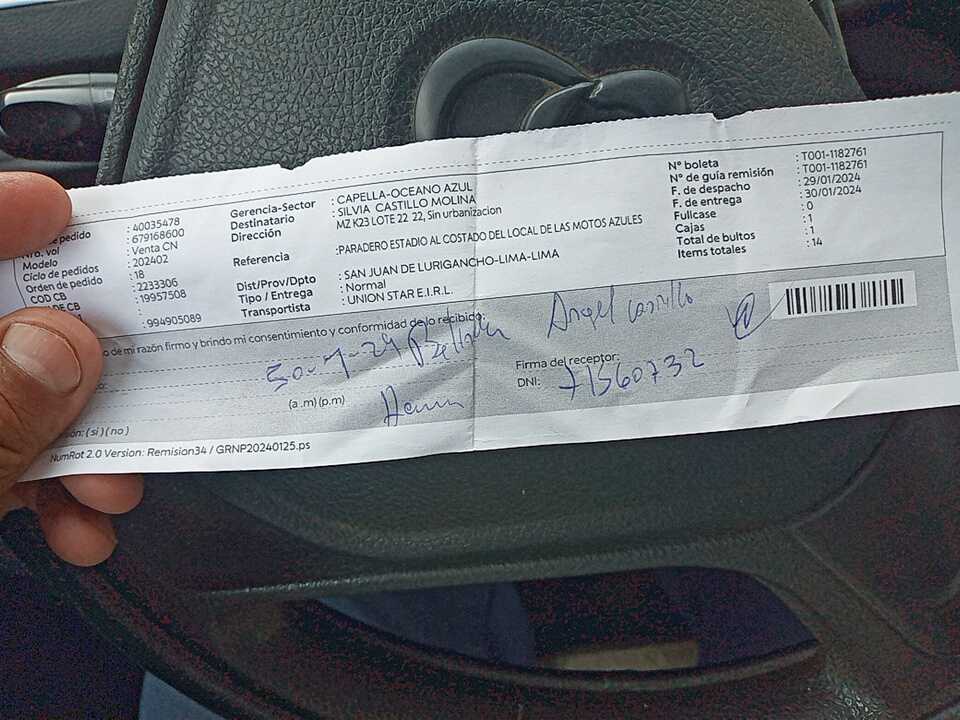 de pedido : 40035478
Nro. vol : 679168600
Modelo : Venta CN
Ciclo de pedidos : 202402
Orden de pedido : 18
COD CB : 2233306
DE CB : 19957508
: 994905089
Gerencia-Sector : CAPELLA-OCEANO AZUL
Destinatario : SILVIA CASTILLO MOLINA
Dirección MZ K23 LOTE 22 22, Sin urbanizacion
Referencia :PARADERO ESTADIO AL COSTADO DEL LOCAL DE LAS MOTOS AZULES
Dist/Prov/Dpto : SAN JUAN DE LURIGANCHO-LIMA-LIMA
Tipo / Entrega : Normal
Transportista : UNION STAR E.I.R.L.
N° boleta : T001-1182761
N° de guía remisión : T001-1182761
F. de despacho : 29/01/2024
F. de entrega : 30/01/2024
Fullcase : 0
Cajas : 1
Total de bultos : 1
Items totales : 14
o de mi razón firmo y brindo mi consentimiento y conformidad de lo recibido:
Angel Castillo
(a .m) (p.m)
Firma del receptor:
DNI: 71560732
ón: ( si ) ( no )
NumRot 2.0 Version: Remision34 / GRNP20240125.ps